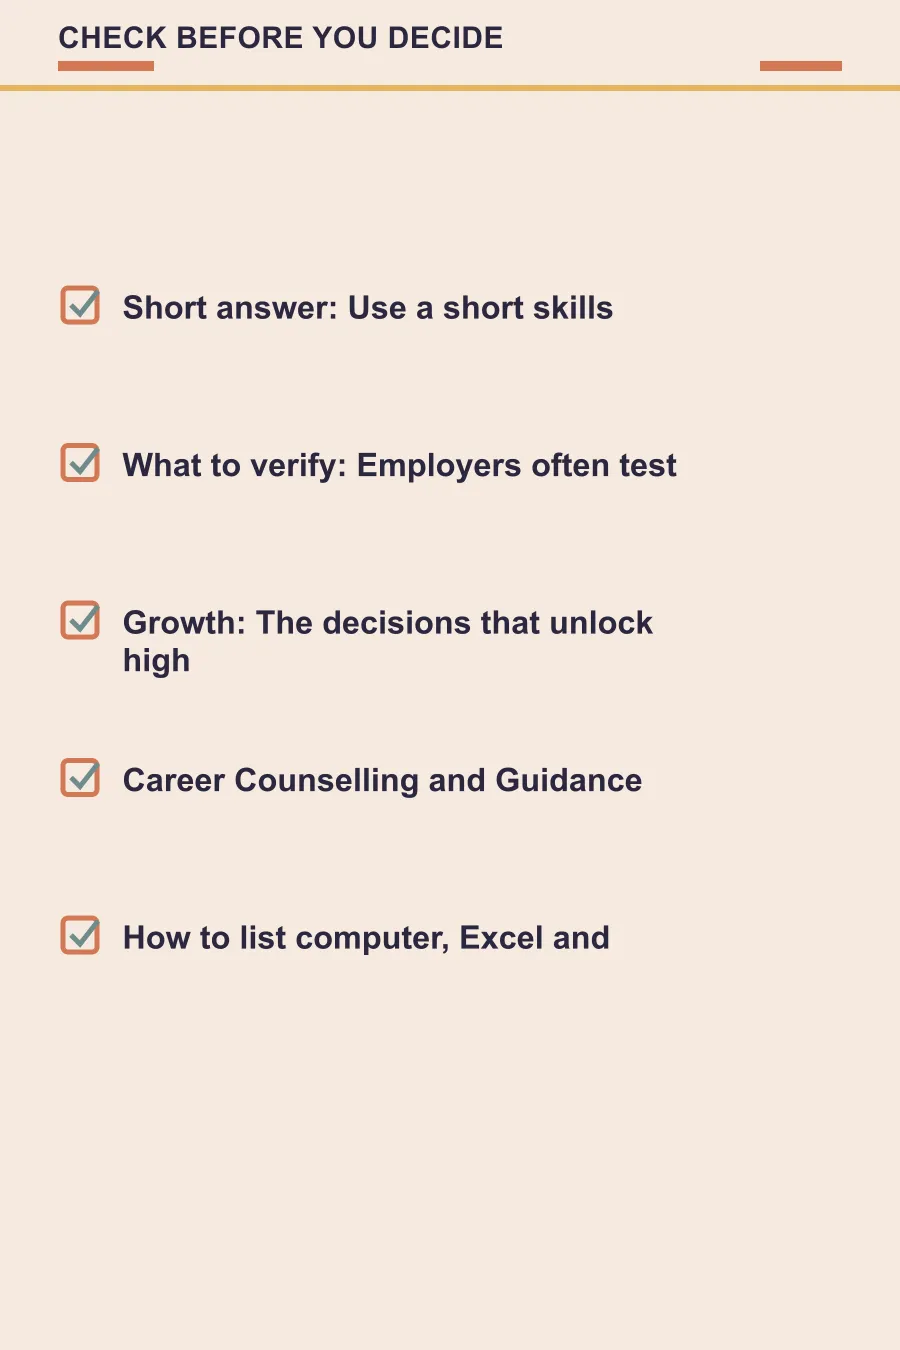 CHECK BEFORE YOU DECIDE
Short answer: Use a short skills
What to verify: Employers often test
Growth: The decisions that unlock
high
Career Counselling and Guidance
How to list computer, Excel and